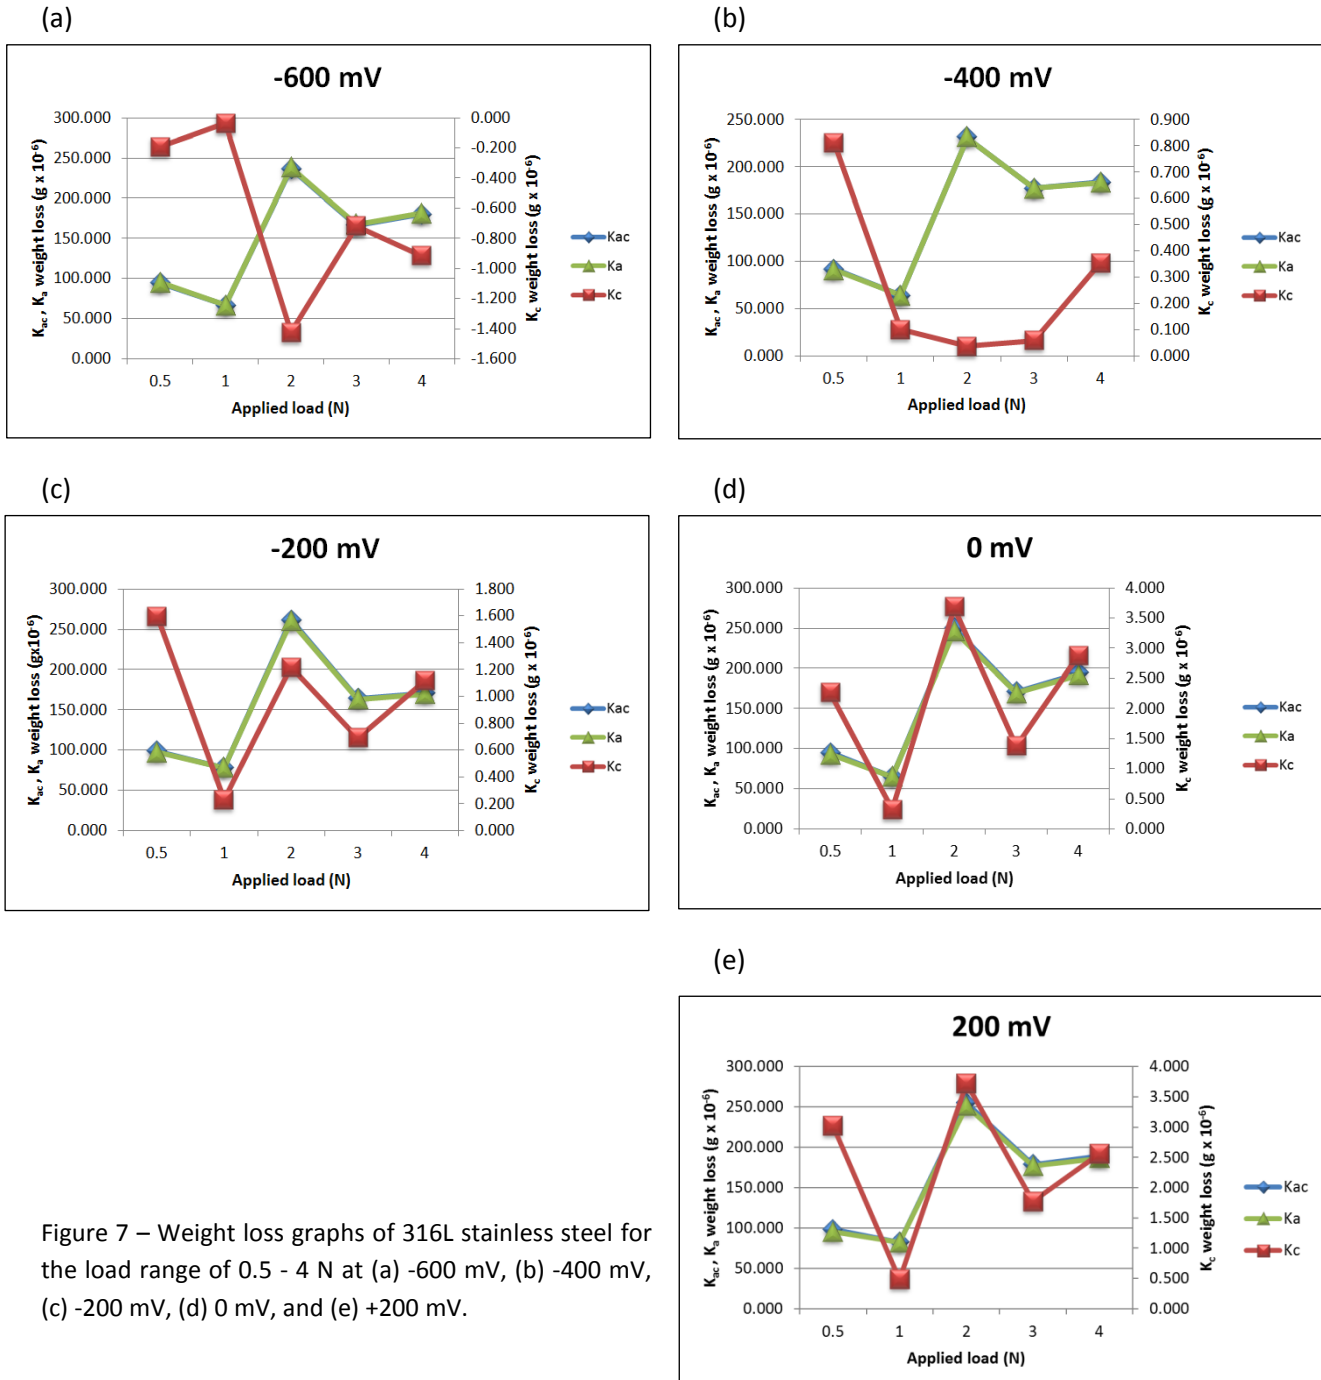 (a)
-600 mV
300.000
250.000
200.000
150.000
100.000
50.000
0.000
0.000
-0.200
-0.400
-0.600
-0.800
-1.000
-1.200
-1.400
-1.600
Kac , Ka weight loss (g x 10-6)
Kc weight loss (g x 10-6)
0.5 1 2 3 4
Applied load (N)
Kac
Ka
Kc
(b)
-400 mV
250.000
200.000
150.000
100.000
50.000
0.000
0.900
0.800
0.700
0.600
0.500
0.400
0.300
0.200
0.100
0.000
Kac , Ka weight loss (g x 10-6)
Kc weight loss (g x 10-6)
0.5 1 2 3 4
Applied load (N)
Kac
Ka
Kc
(c)
-200 mV
300.000
250.000
200.000
150.000
100.000
50.000
0.000
1.800
1.600
1.400
1.200
1.000
0.800
0.600
0.400
0.200
0.000
Kac , Ka weight loss (gx10-6)
Kc weight loss (g x 10-6)
0.5 1 2 3 4
Applied load (N)
Kac
Ka
Kc
(d)
0 mV
300.000
250.000
200.000
150.000
100.000
50.000
0.000
4.000
3.500
3.000
2.500
2.000
1.500
1.000
0.500
0.000
Kac , Ka weight loss (g x 10-6)
Kc weight loss (g x 10-6)
0.5 1 2 3 4
Applied load (N)
Kac
Ka
Kc
(e)
200 mV
300.000
250.000
200.000
150.000
100.000
50.000
0.000
4.000
3.500
3.000
2.500
2.000
1.500
1.000
0.500
0.000
Kac , Ka weight loss (g x 10-6)
Kc weight loss (g x 10-6)
0.5 1 2 3 4
Applied load (N)
Kac
Ka
Kc
Figure 7 – Weight loss graphs of 316L stainless steel for
the load range of 0.5 - 4 N at (a) -600 mV, (b) -400 mV,
(c) -200 mV, (d) 0 mV, and (e) +200 mV.